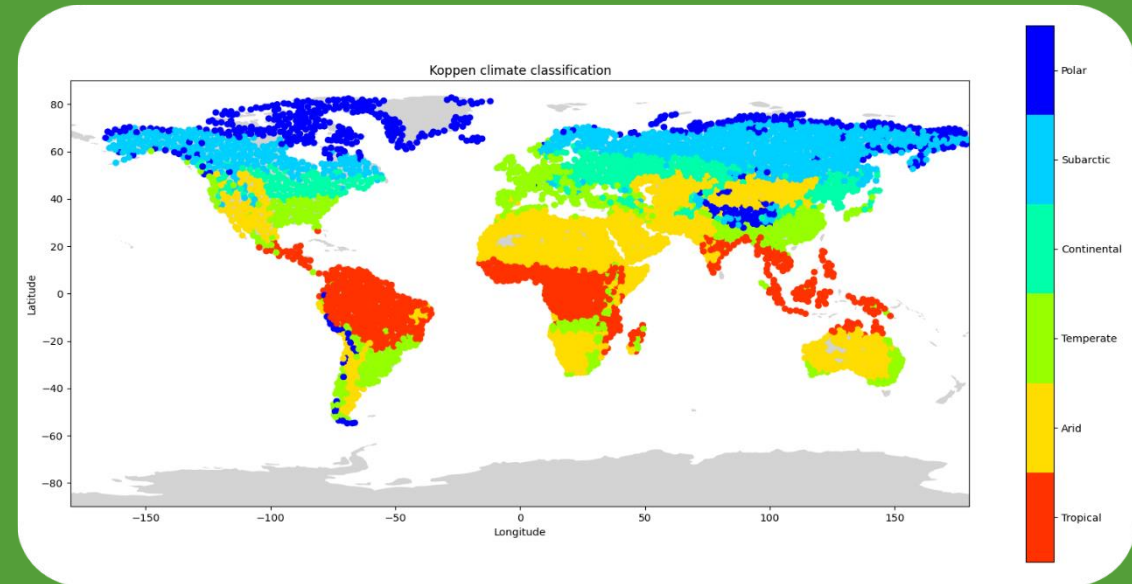 Koppen climate classification
80
60
40
20
0
−20
−40
−60
−80
Latitude
−150
−100
−50
0
50
100
150
Longitude
Polar
Subarctic
Continental
Temperate
Arid
Tropical